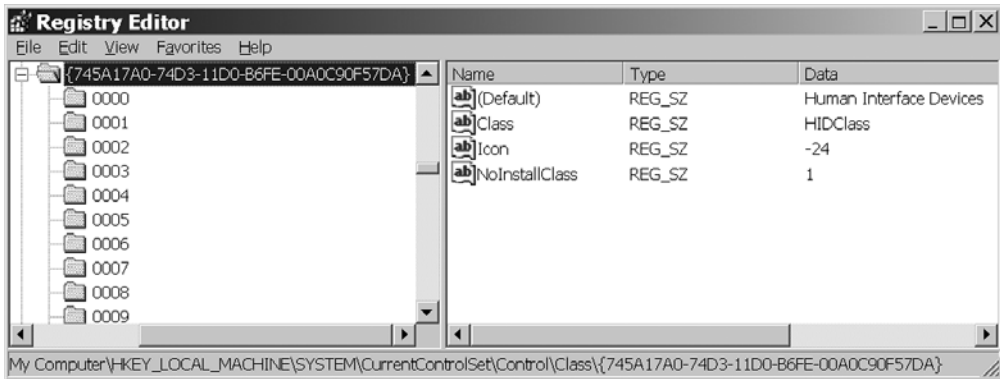 Registry Editor
File Edit View Favorites Help
{745A17A0-74D3-11D0-B6FE-00A0C90F57DA}
0000
0001
0002
0003
0004
0005
0006
0007
0008
0009
Name Type Data
(Default) REG_SZ Human Interface Devices
Class REG_SZ HIDClass
Icon REG_SZ -24
NoInstallClass REG_SZ 1
My Computer\HKEY_LOCAL_MACHINE\SYSTEM\CurrentControlSet\Control\Class\{745A17A0-74D3-11D0-B6FE-00A0C90F57DA}